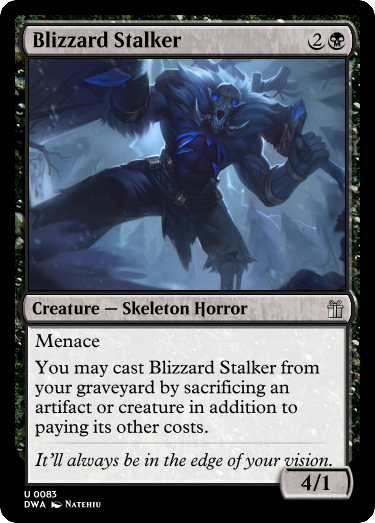 Blizzard Stalker 2
Creature — Skeleton Horror
Menace
You may cast Blizzard Stalker from
your graveyard by sacrificing an
artifact or creature in addition to
paying its other costs.
It'll always be in the edge of your vision.
4/1
U 0083
DWA Natehiu